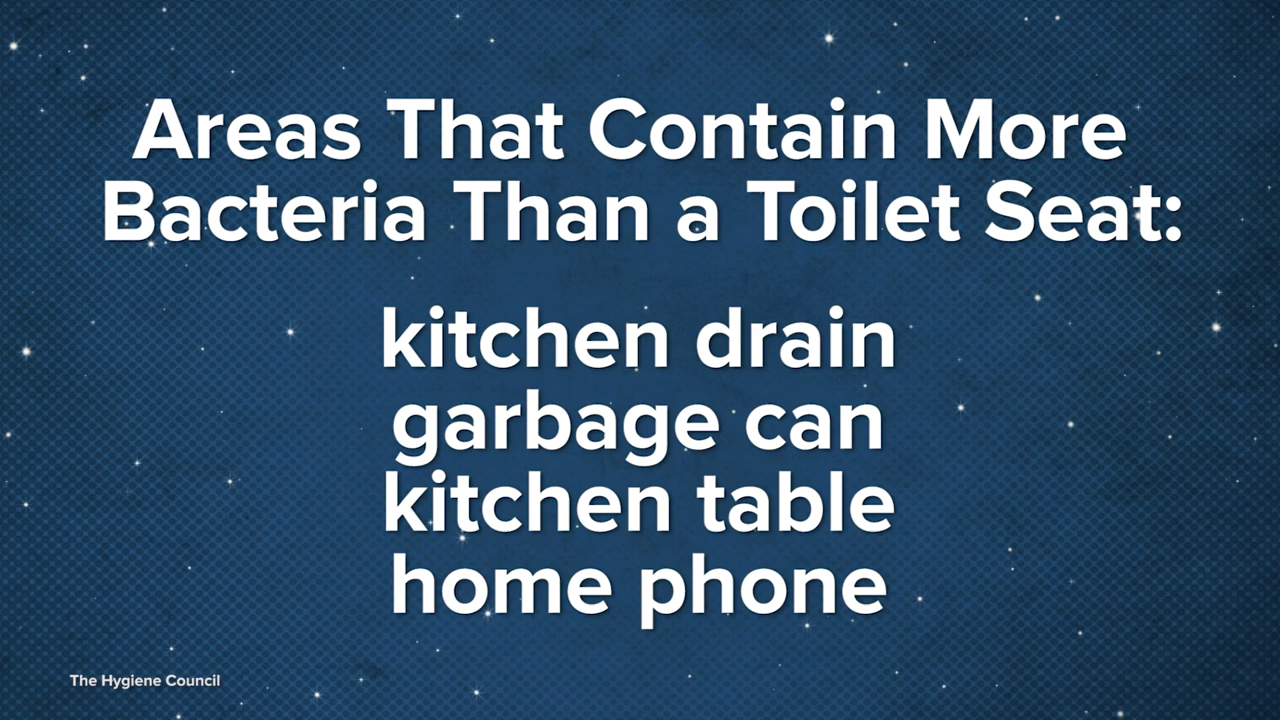 Areas That Contain More
Bacteria Than a Toilet Seat:
kitchen drain
garbage can
kitchen table
home phone
The Hygiene Council